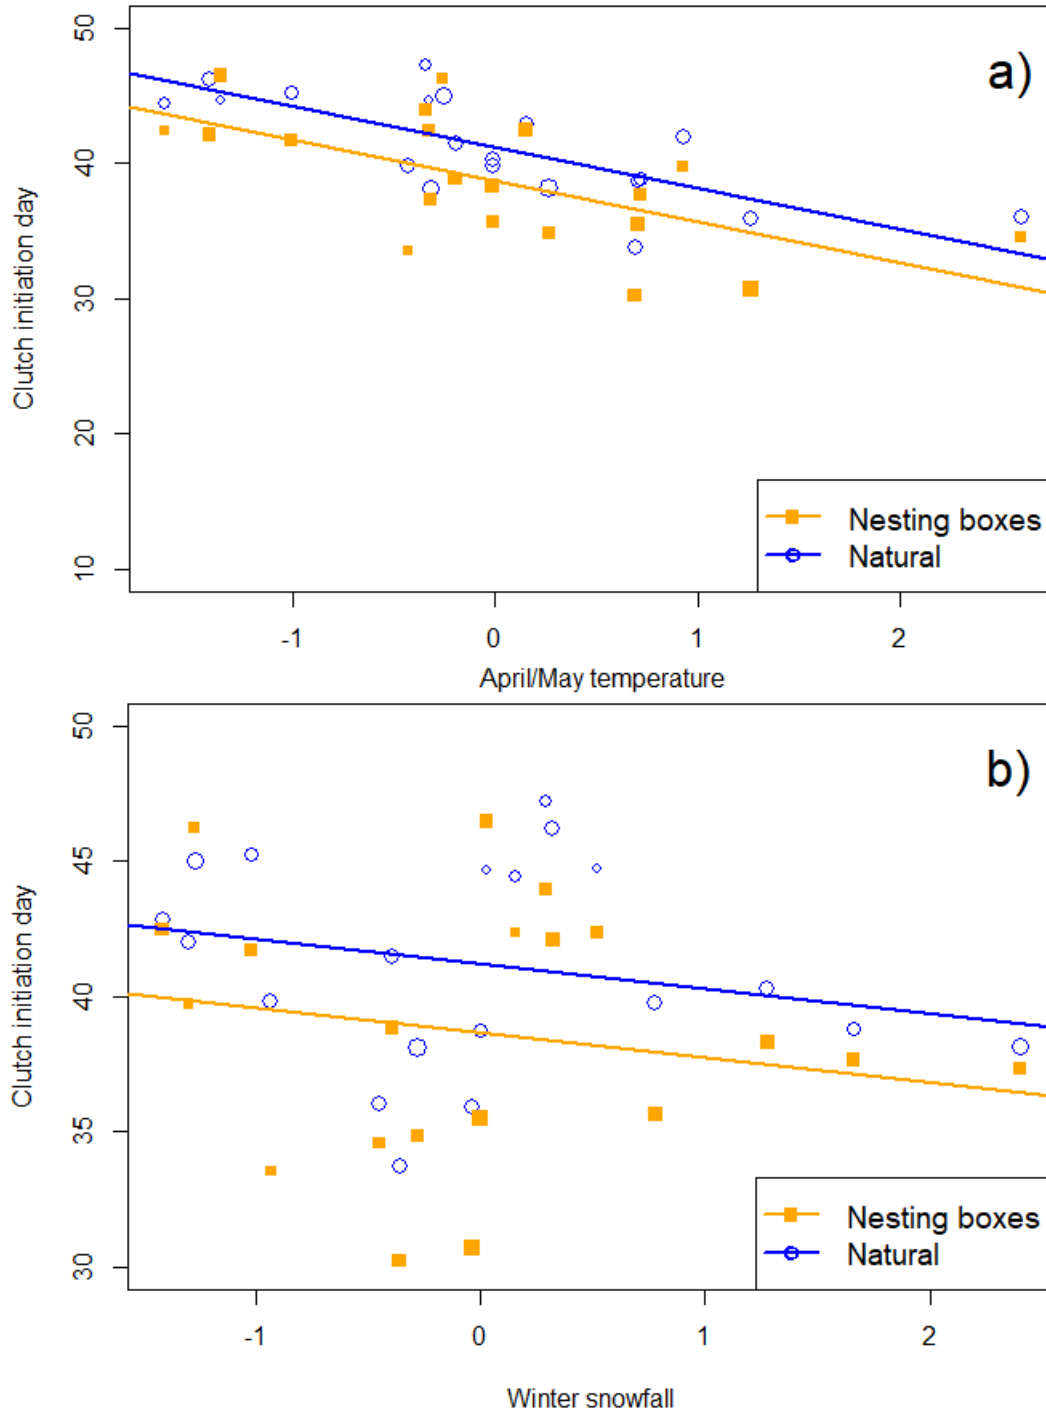 a)
50
40
30
20
10
Clutch initiation day
Nesting boxes
Natural
-1
0
1
2
April/May temperature
b)
50
45
40
35
30
Clutch initiation day
Nesting boxes
Natural
-1
0
1
2
Winter snowfall